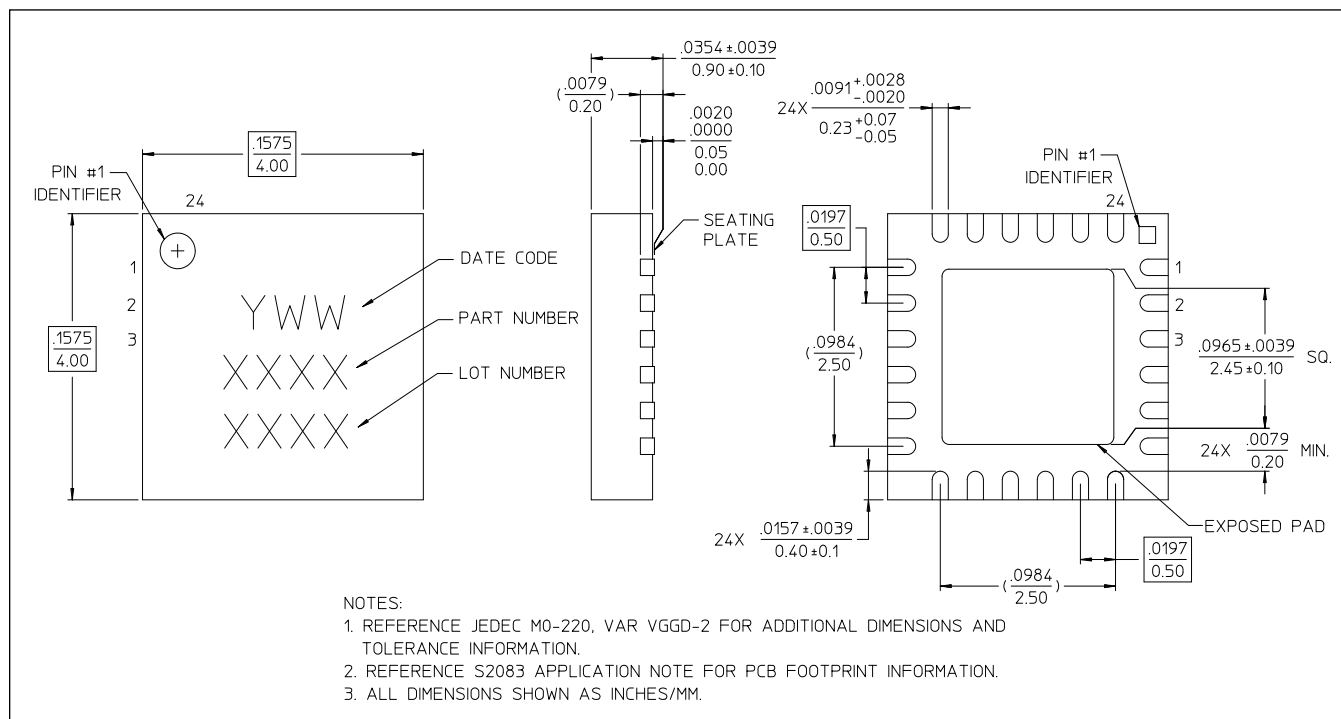 .1575
4.00
PIN #1
IDENTIFIER
24
1
2
3
.1575
4.00
YWW
XXXX
XXXX
DATE CODE
PART NUMBER
LOT NUMBER
.0354±.0039
0.90±0.10
(.0079
0.20)
.0020
.0000
0.05
0.00
SEATING
PLATE
24X .0091+.0028
-.0020
0.23+0.07
-0.05
PIN #1
IDENTIFIER
24
.0197
0.50
1
2
3
(.0984
2.50)
.0965±.0039
2.45±0.10 SQ.
24X .0079
0.20 MIN.
24X .0157±.0039
0.40±0.1
EXPOSED PAD
.0197
0.50
(.0984
2.50)
NOTES:
1. REFERENCE JEDEC MO-220, VAR VGGD-2 FOR ADDITIONAL DIMENSIONS AND
TOLERANCE INFORMATION.
2. REFERENCE S2083 APPLICATION NOTE FOR PCB FOOTPRINT INFORMATION.
3. ALL DIMENSIONS SHOWN AS INCHES/MM.